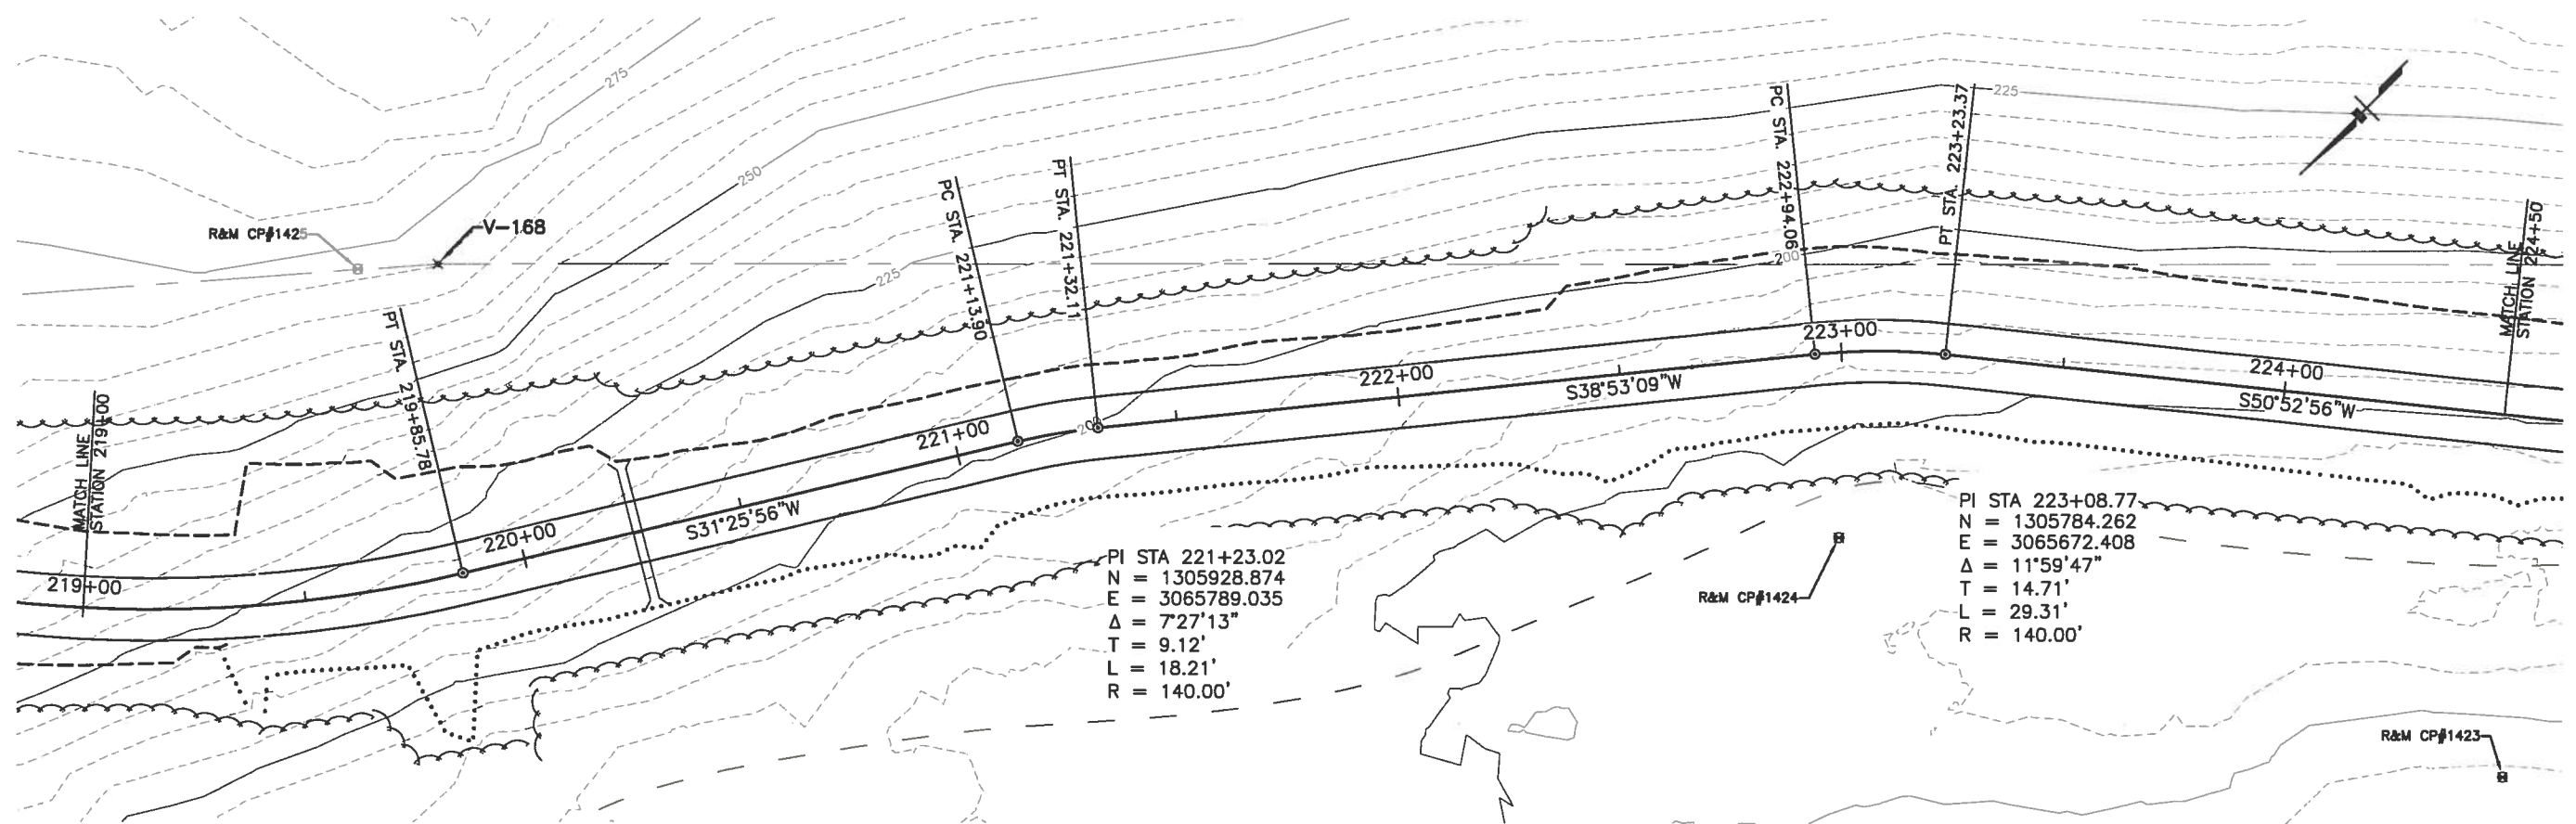 275
225
250
R&M CP#1425
V-168
PC STA. 222+94.06
PT STA. 223+23.37
PT STA. 221+32.11
PC STA. 221+13.90
225
200
MATCH LINE
STATION 224+50
PT STA. 219+85.78
MATCH LINE
STATION 219+00
219+00
220+00
221+00
222+00
223+00
224+00
S31°25'56"W
S38°53'09"W
S50°52'56"W
PI STA 221+23.02
N = 1305928.874
E = 3065789.035
Δ = 7°27'13"
T = 9.12'
L = 18.21'
R = 140.00'
PI STA 223+08.77
N = 1305784.262
E = 3065672.408
Δ = 11°59'47"
T = 14.71'
L = 29.31'
R = 140.00'
R&M CP#1424
R&M CP#1423